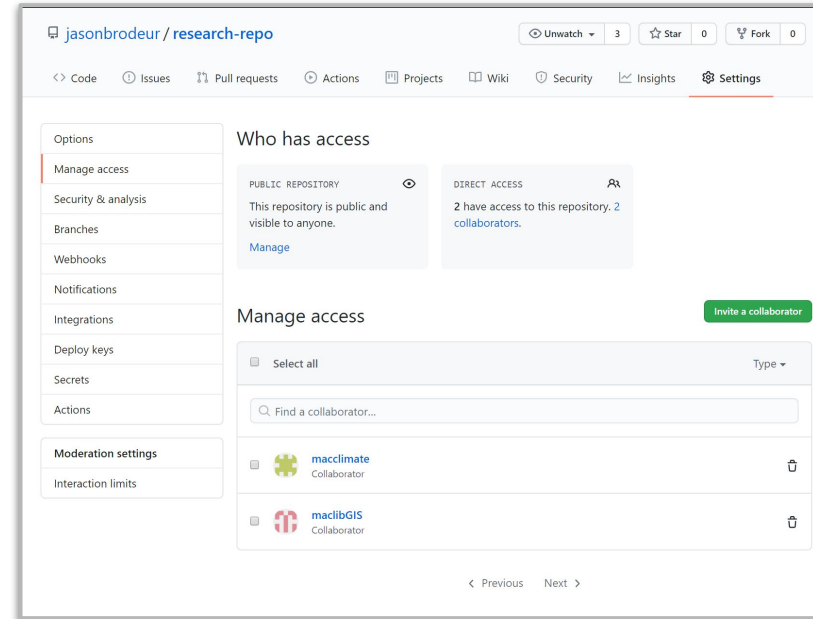 jasonbrodeur / research-repo
Unwatch 3 Star 0 Fork 0
Code Issues Pull requests Actions Projects Wiki Security Insights Settings
Options
Manage access
Security & analysis
Branches
Webhooks
Notifications
Integrations
Deploy keys
Secrets
Actions
Moderation settings
Interaction limits
Who has access
PUBLIC REPOSITORY
This repository is public and
visible to anyone.
Manage
DIRECT ACCESS
2 have access to this repository. 2
collaborators.
Manage access
Invite a collaborator
Select all
Type
Find a collaborator...
macclimate
Collaborator
maclibGIS
Collaborator
Previous Next